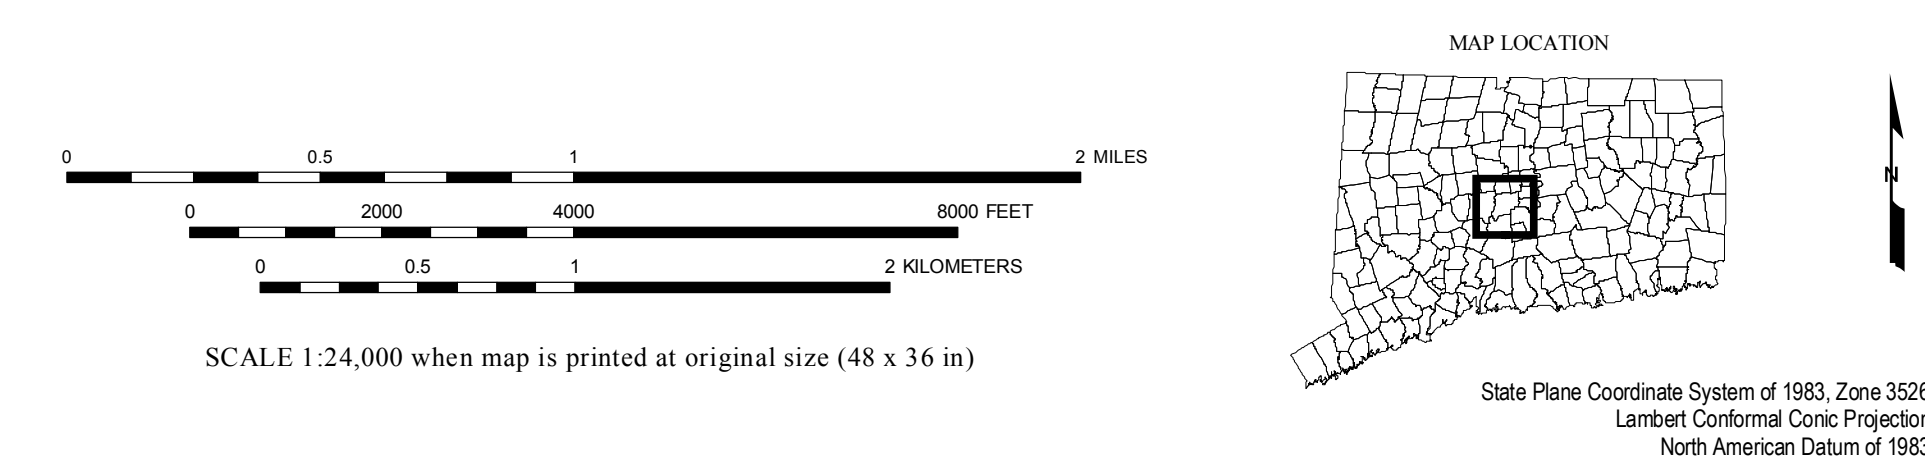 MAP LOCATION
0 0.5 1 2 MILES
0 2000 4000 8000 FEET
0 0.5 1 2 KILOMETERS
SCALE 1:24,000 when map is printed at original size (48 x 36 in)
N
State Plane Coordinate System of 1983, Zone 3526
Lambert Conformal Conic Projection
North American Datum of 1983